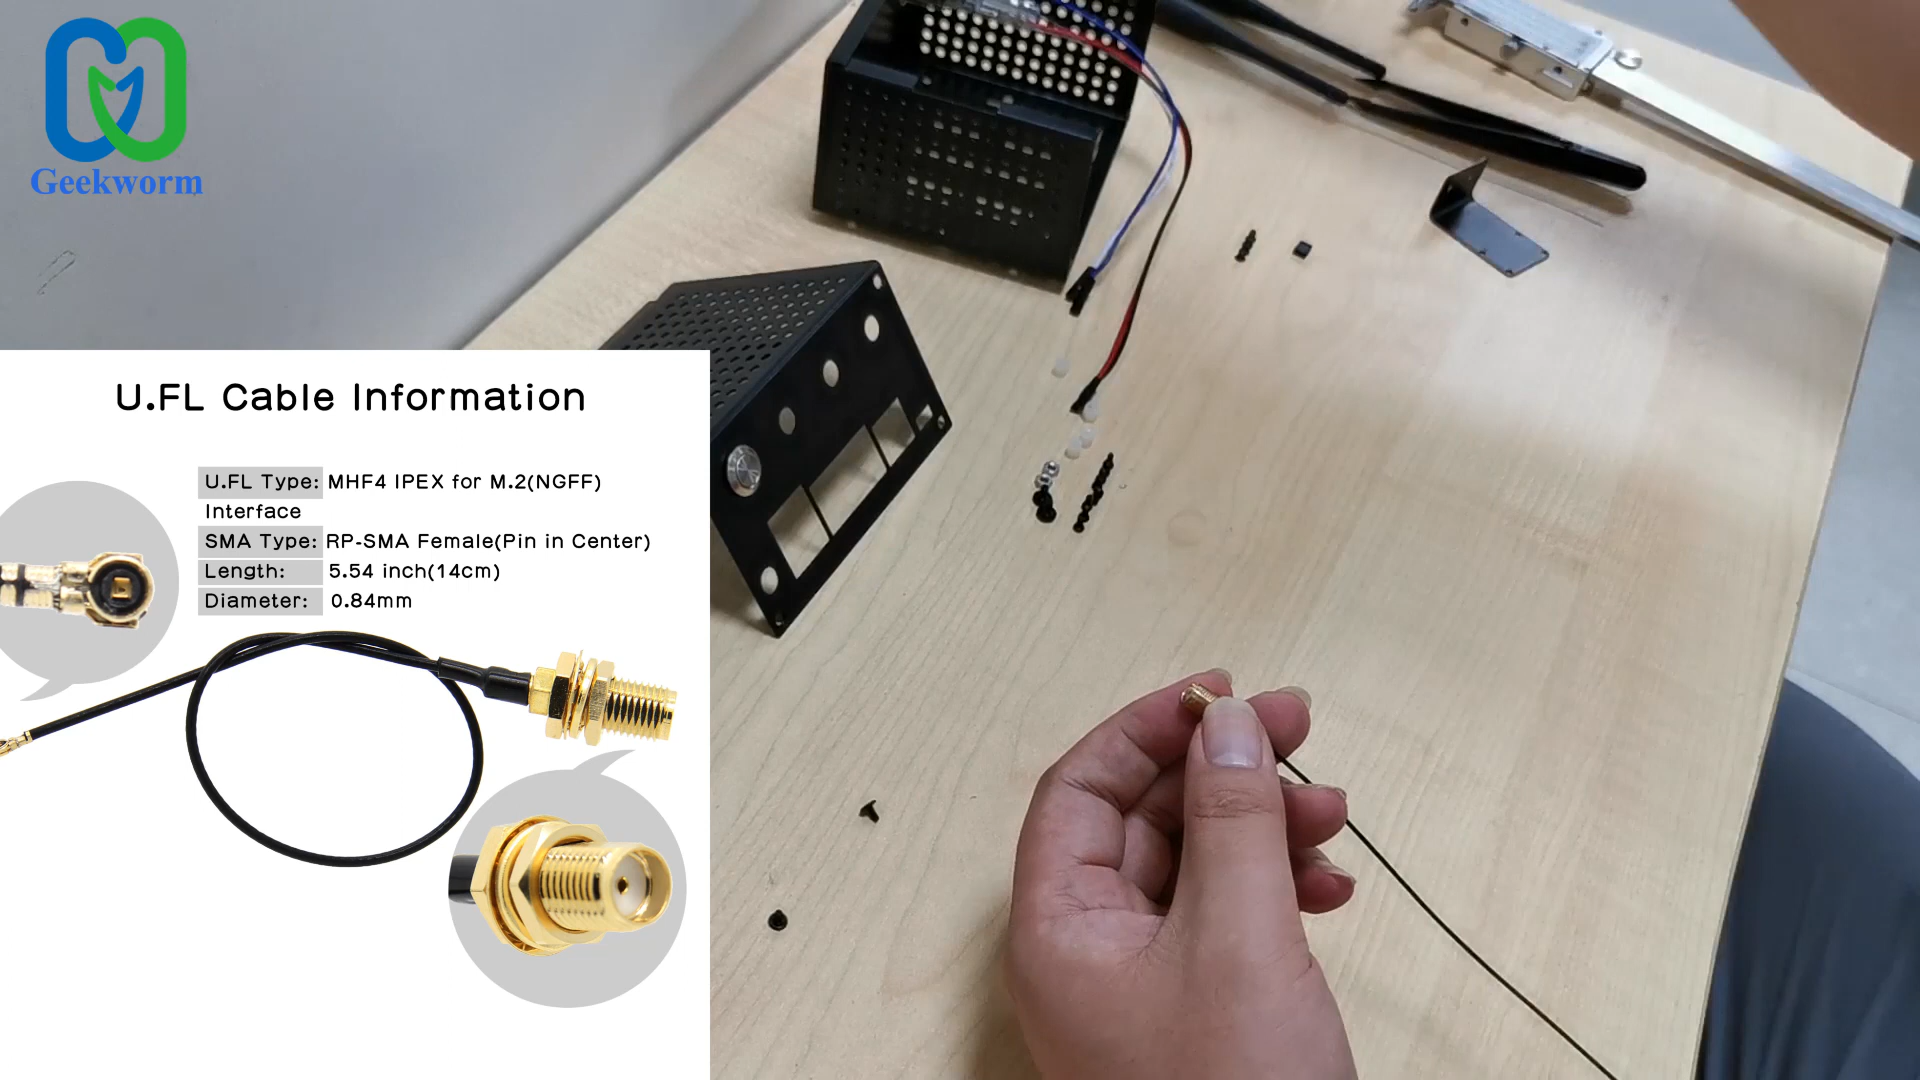 Geekworm
U.FL Cable Information
U.FL Type: MHF4 IPEX for M.2(NGFF)
Interface
SMA Type: RP-SMA Female(Pin in Center)
Length: 5.54 inch(14cm)
Diameter: 0.84mm